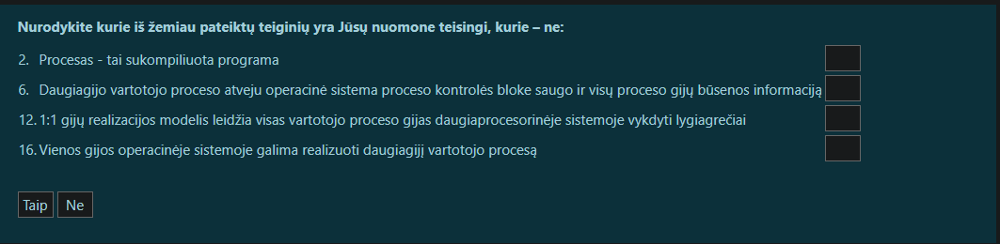 Nurodykite kurie iš žemiau pateiktų teiginių yra Jūsų nuomone teisingi, kurie – ne:
2. Procesas - tai sukompiliuota programa
6. Daugiagijo vartotojo proceso atveju operacinė sistema proceso kontrolės bloke saugo ir visų proceso gijų būsenos informaciją
12. 1:1 gijų realizacijos modelis leidžia visas vartotojo proceso gijas daugiaprocesorinėje sistemoje vykdyti lygiagrečiai
16. Vienos gijos operacinėje sistemoje galima realizuoti daugiagijį vartotojo procesą
Taip Ne